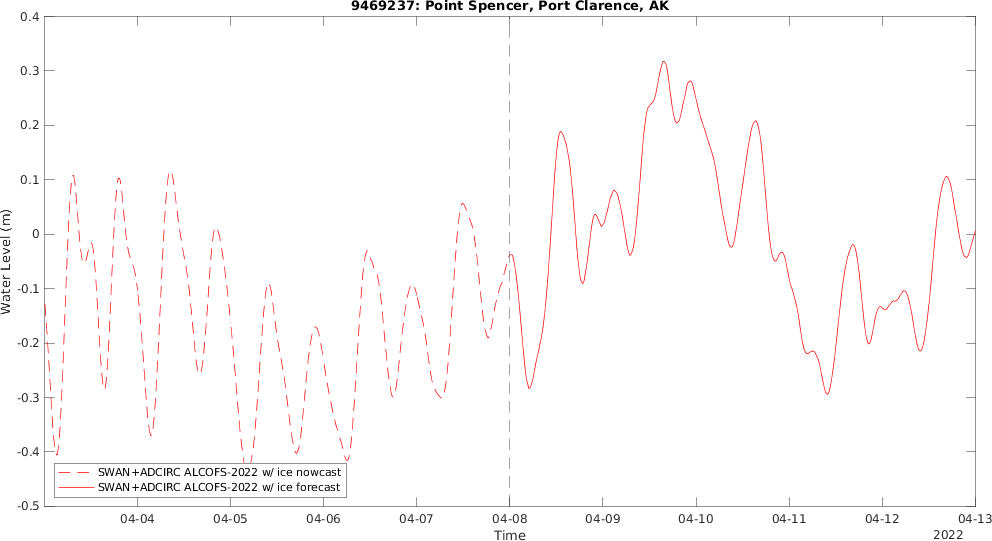 9469237: Point Spencer, Port Clarence, AK
0.4
0.3
0.2
0.1
0
-0.1
-0.2
-0.3
-0.4
-0.5
Water Level (m)
SWAN+ADCIRC ALCOFS-2022 w/ ice nowcast
SWAN+ADCIRC ALCOFS-2022 w/ ice forecast
04-04 04-05 04-06 04-07 04-08 04-09 04-10 04-11 04-12 04-13
Time
2022